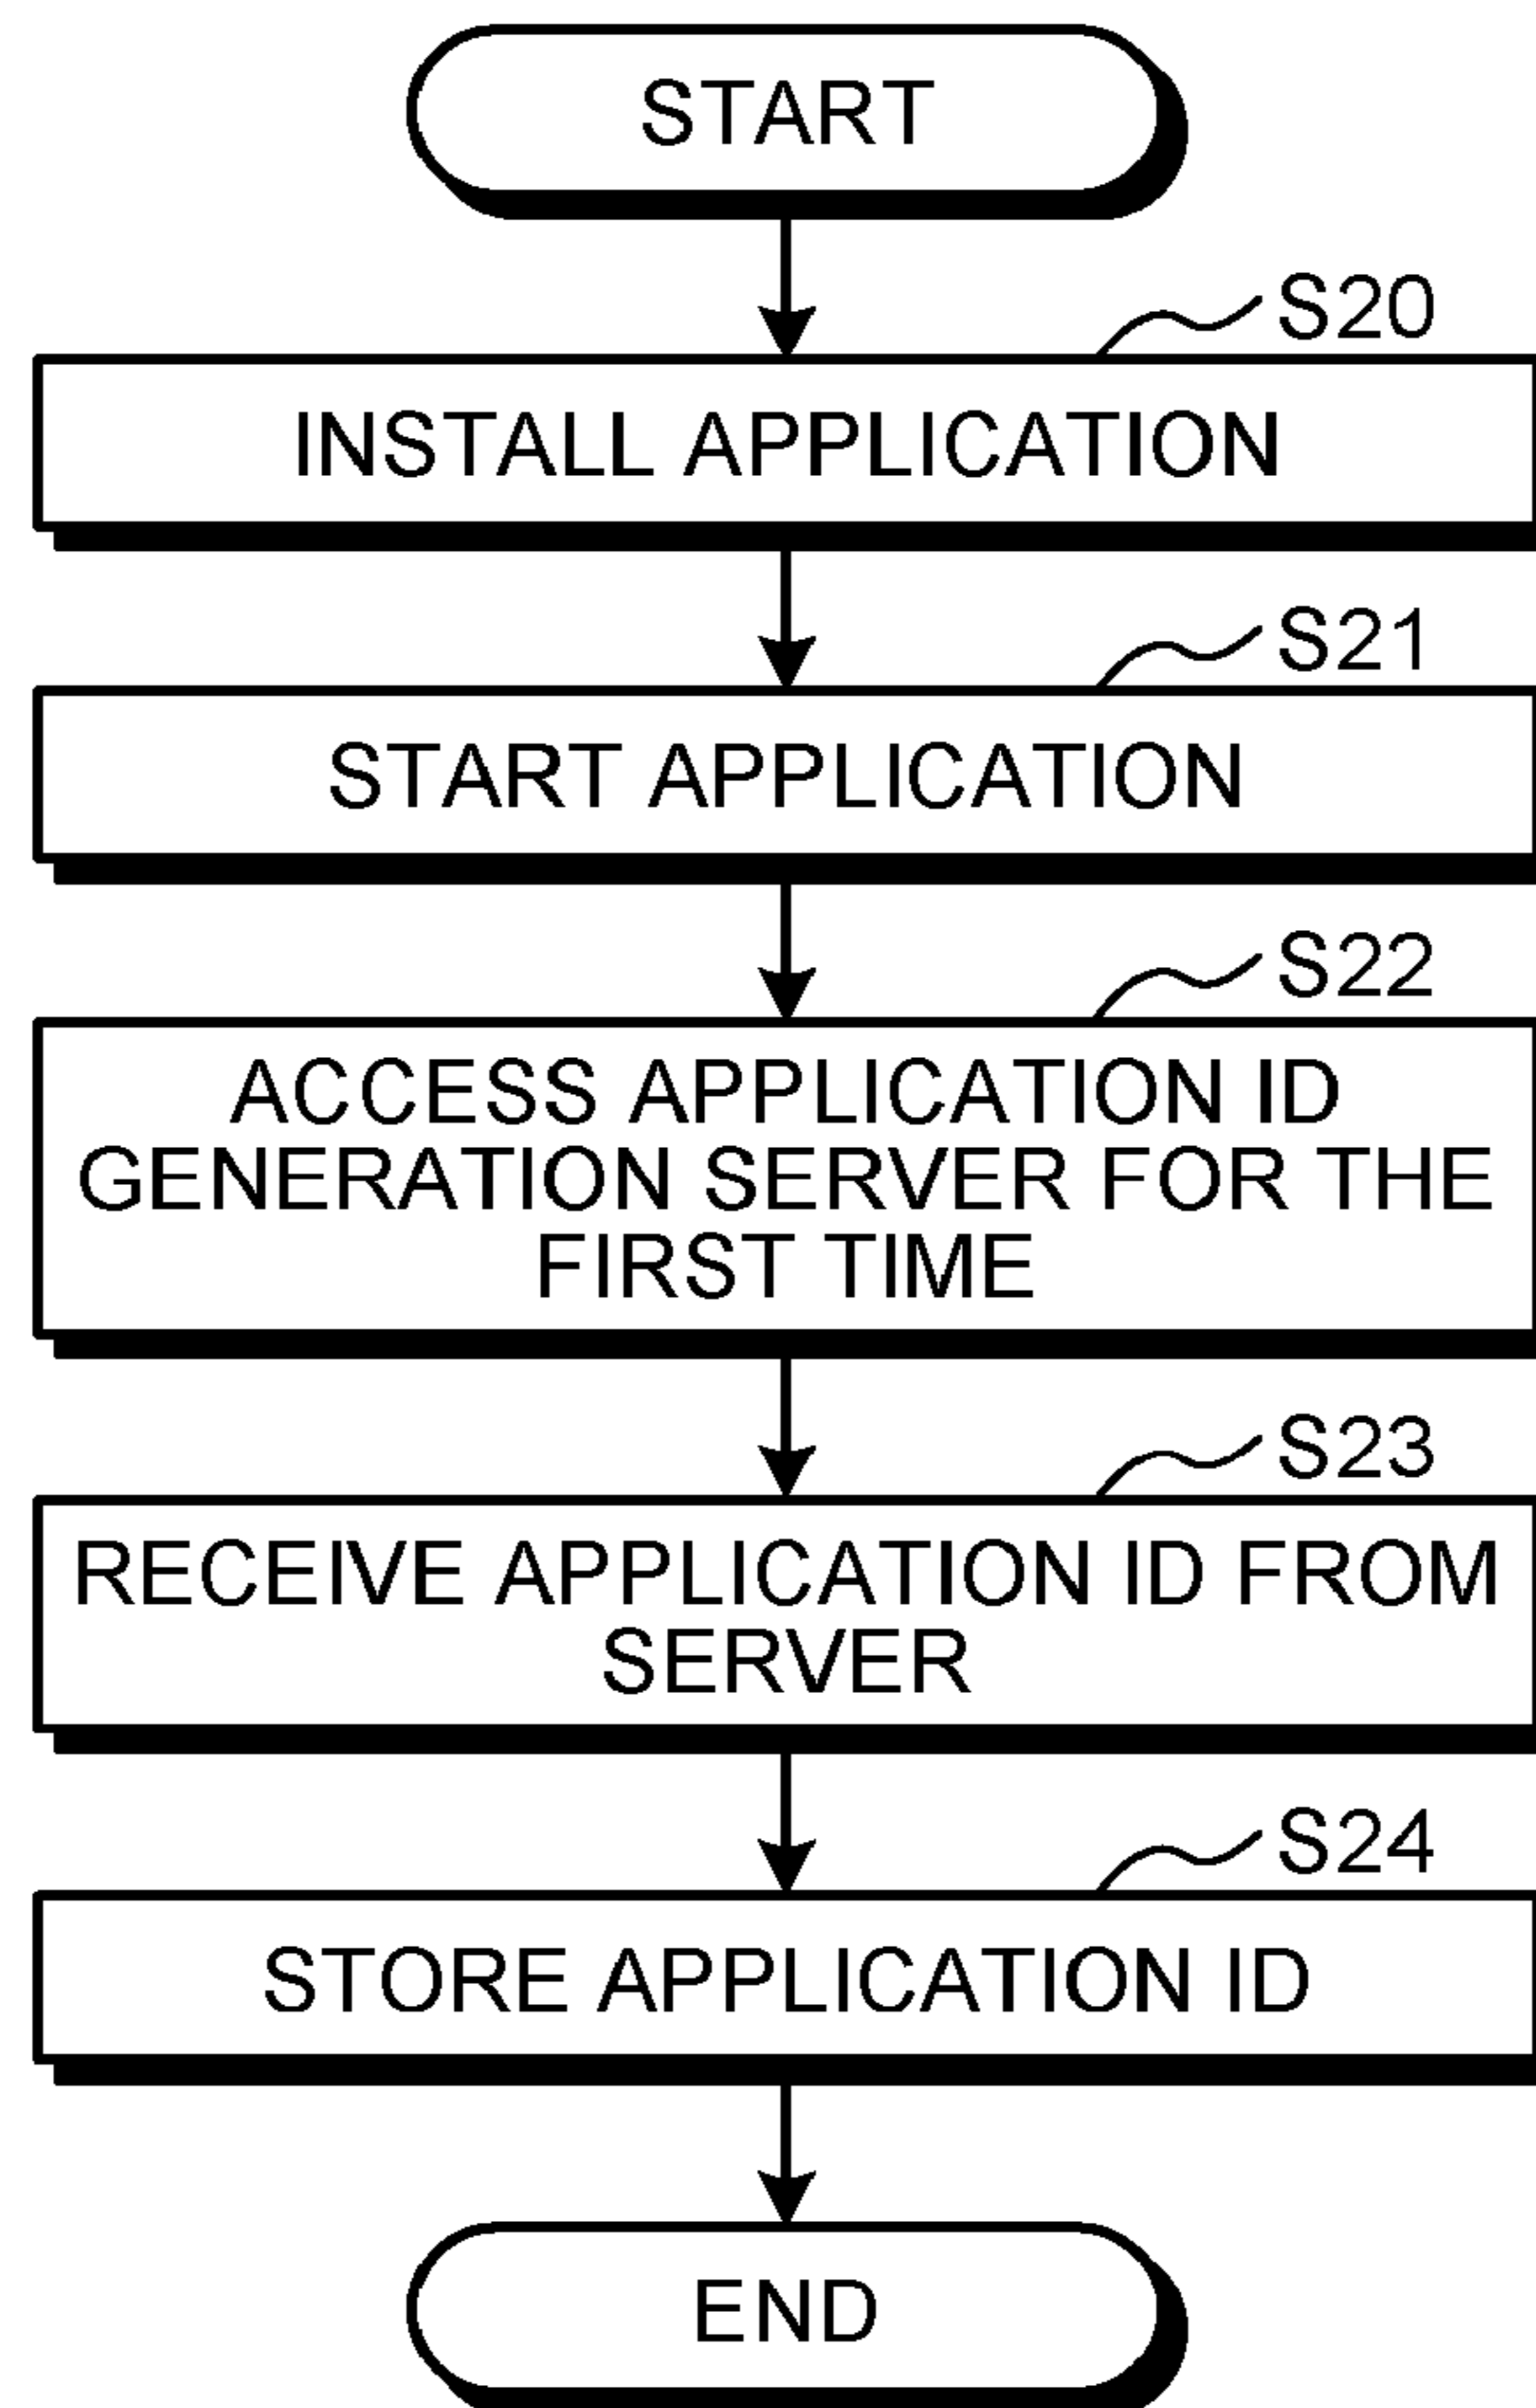 START
S20
INSTALL APPLICATION
S21
START APPLICATION
S22
ACCESS APPLICATION ID
GENERATION SERVER FOR THE
FIRST TIME
S23
RECEIVE APPLICATION ID FROM
SERVER
S24
STORE APPLICATION ID
END